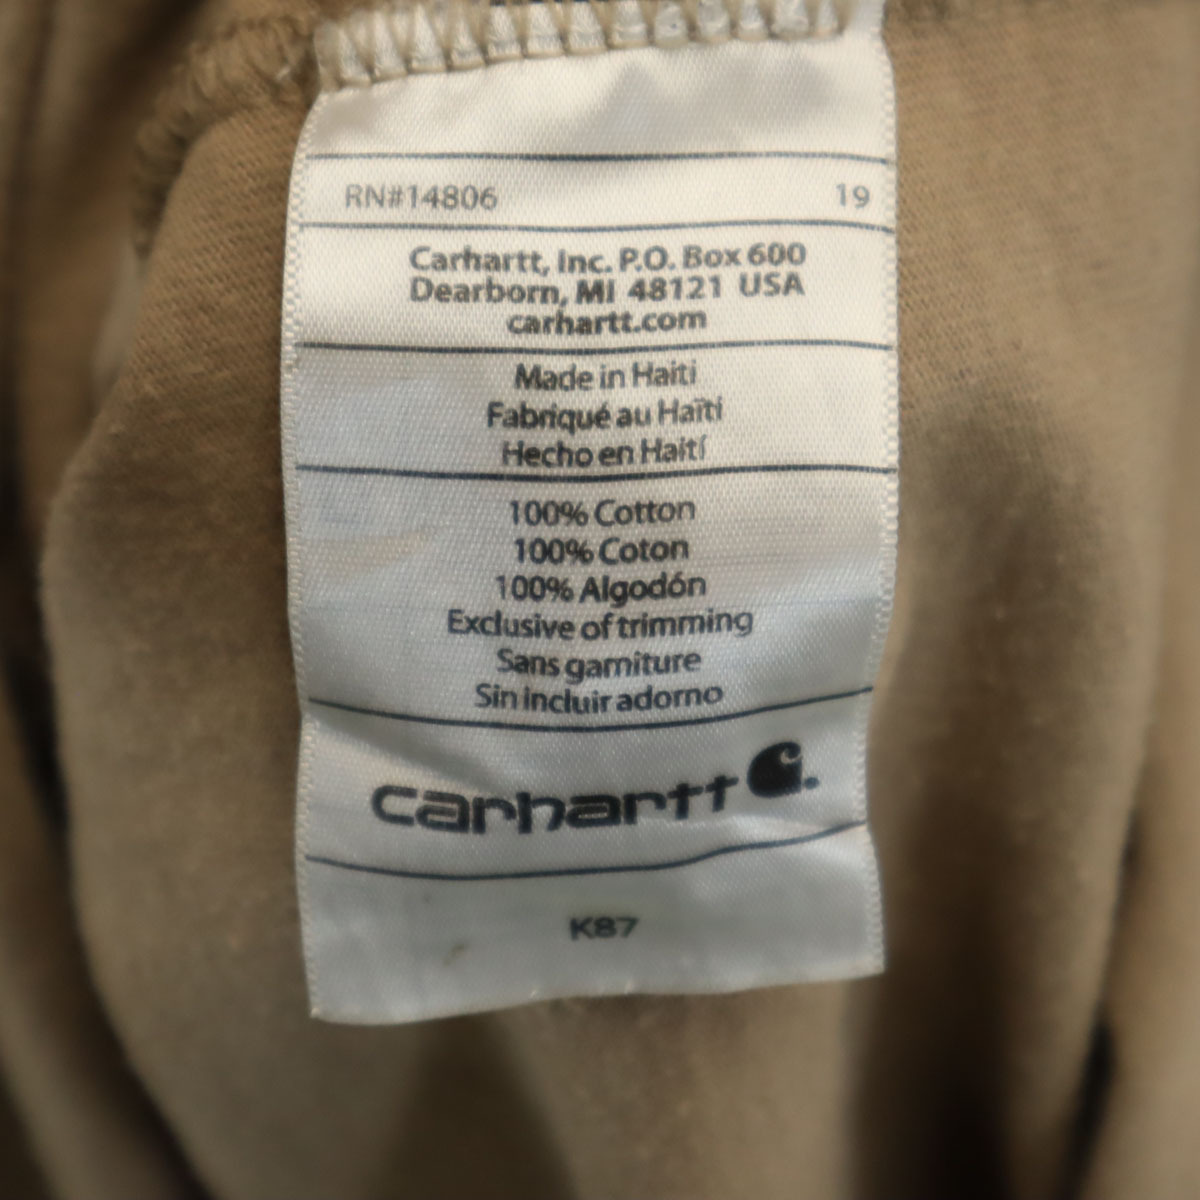 RN#14806 19
Carhartt, Inc. P.O. Box 600
Dearborn, MI 48121 USA
carhartt.com
Made in Haiti
Fabriqué au Haïti
Hecho en Haití
100% Cotton
100% Coton
100% Algodón
Exclusive of trimming
Sans garniture
Sin incluir adorno
carhartt
K87